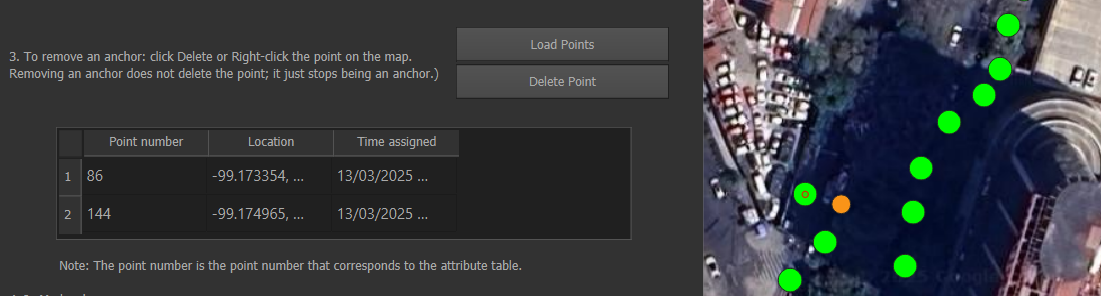 3. To remove an anchor: click Delete or Right-click the point on the map.
Removing an anchor does not delete the point; it just stops being an anchor.)
Load Points
Delete Point
Point number Location Time assigned
1 86 -99.173354, ... 13/03/2025 ...
2 144 -99.174965, ... 13/03/2025 ...
Note: The point number is the point number that corresponds to the attribute table.